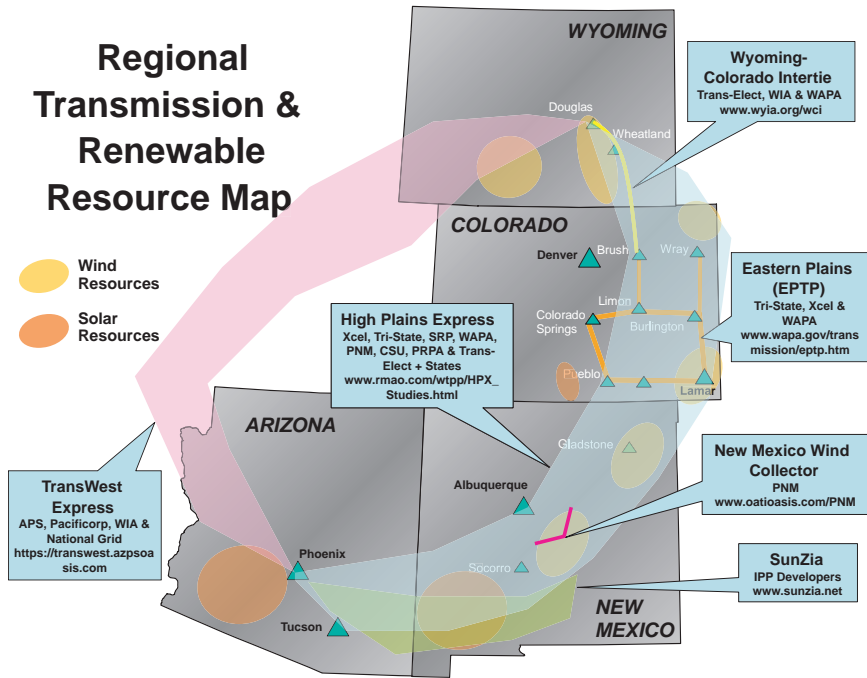 Regional
Transmission &
Renewable
Resource Map
Wind
Resources
Solar
Resources
WYOMING
Douglas
Wheatland
Wyoming-
Colorado Intertie
Trans-Elect, WIA & WAPA
www.wyia.org/wci
COLORADO
Denver
Brush
Wray
Limon
Colorado
Springs
Burlington
Pueblo
Lamar
Eastern Plains
(EPTP)
Tri-State, Xcel &
WAPA
www.wapa.gov/trans
mission/eptp.htm
High Plains Express
Xcel, Tri-State, SRP, WAPA,
PNM, CSU, PRPA & Trans-
Elect + States
www.rmao.com/wtpp/HPX_
Studies.html
ARIZONA
Gladstone
Albuquerque
New Mexico Wind
Collector
PNM
www.oatioasis.com/PNM
TransWest
Express
APS, Pacificorp, WIA &
National Grid
https://transwest.azpsoa
sis.com
Phoenix
Socorro
SunZia
IPP Developers
www.sunzia.net
Tucson
NEW
MEXICO